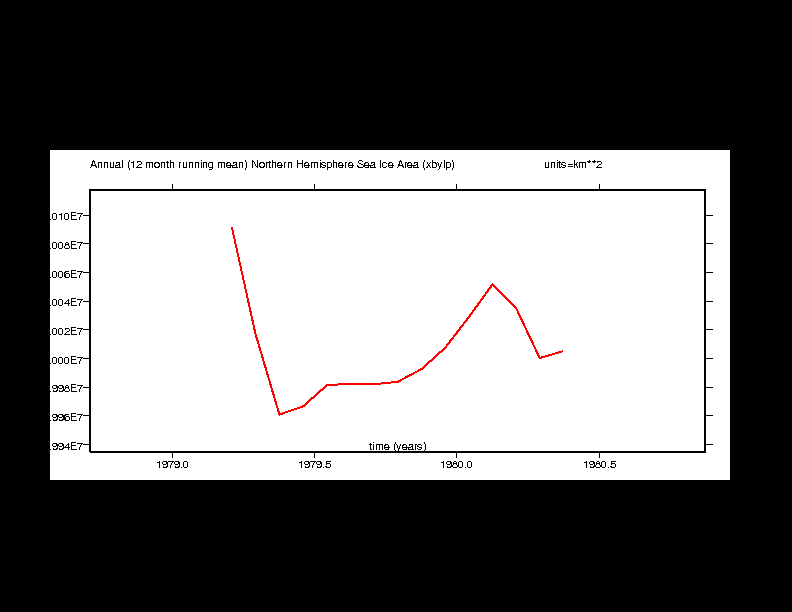 Annual (12 month running mean) Northern Hemisphere Sea Ice Area (xbylp) units=km**2
.010E7
.008E7
.006E7
.004E7
.002E7
.000E7
.998E7
.996E7
.994E7
time (years)
1979.0 1979.5 1980.0 1980.5